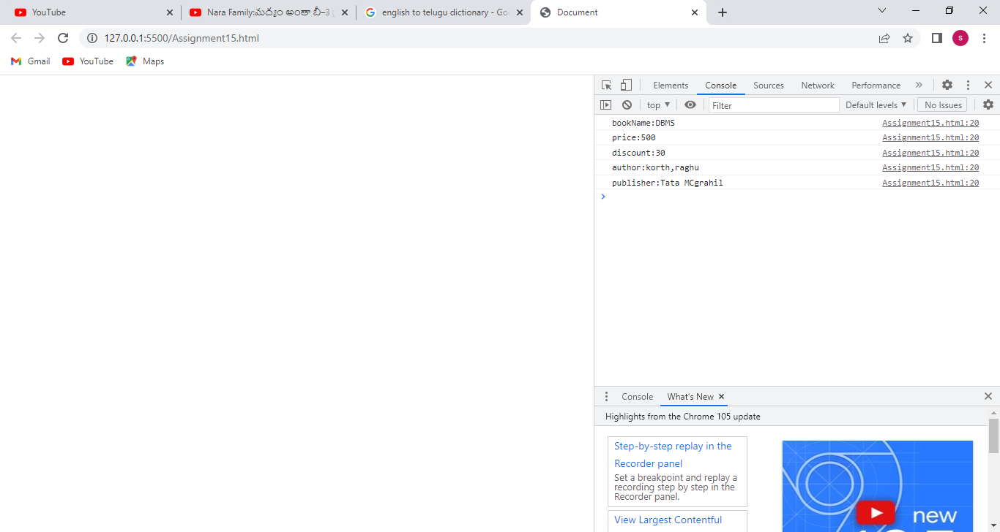 YouTube
Nara Family:మద్యం అంతా బీ–3
english to telugu dictionary - Goo
Document
127.0.0.1:5500/Assignment15.html
S
Gmail
YouTube
Maps
Elements Console Sources Network Performance »
top Filter Default levels No Issues
bookName:DBMS Assignment15.html:20
price:500 Assignment15.html:20
discount:30 Assignment15.html:20
author:korth,raghu Assignment15.html:20
publisher:Tata MCgrahil Assignment15.html:20
Console What's New
Highlights from the Chrome 105 update
Step-by-step replay in the
Recorder panel
Set a breakpoint and replay a
recording step by step in the
Recorder panel.
View Largest Contentful
new